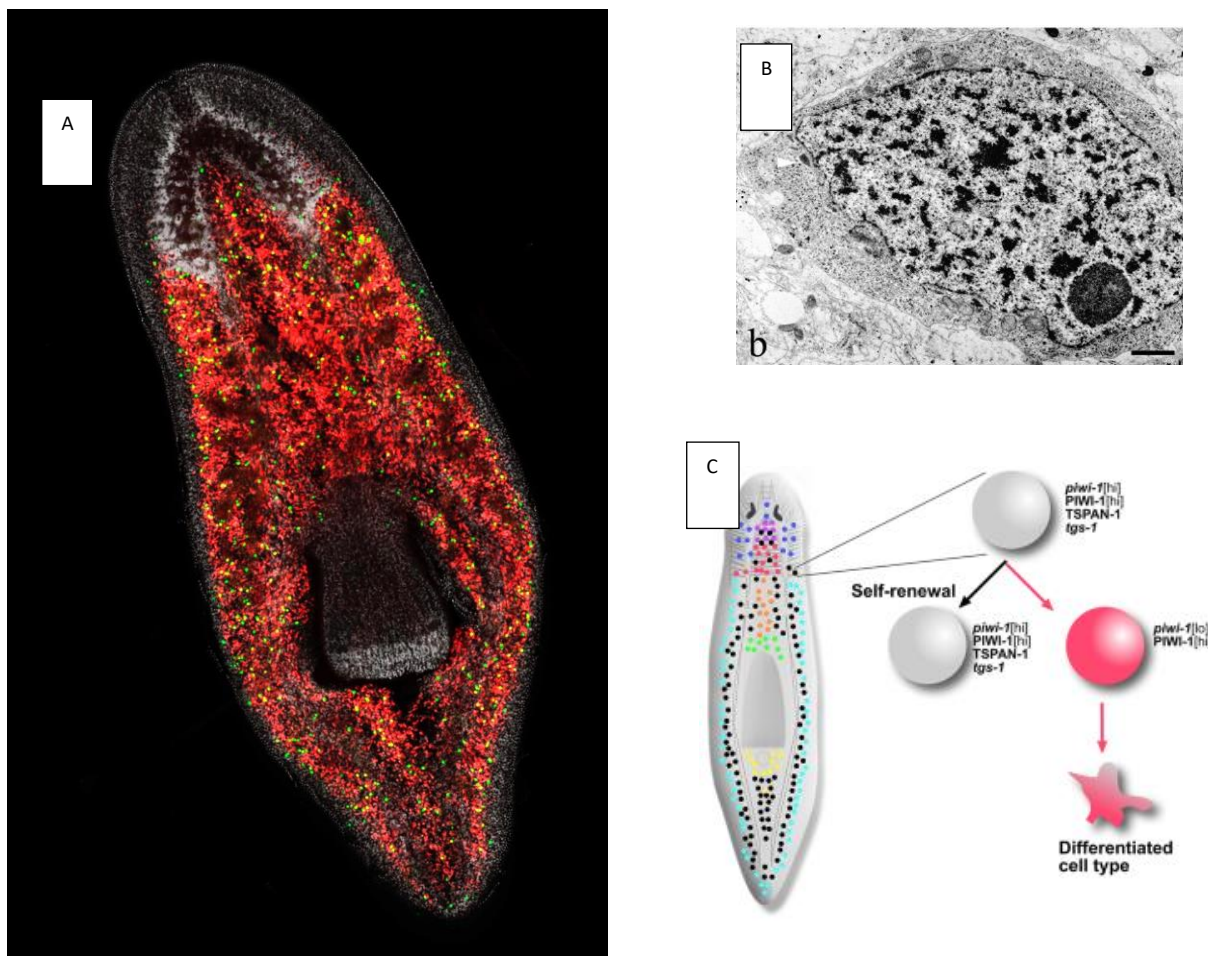 A
B
b
C
piwi-1[hi]
PIWI-1[hi]
TSPAN-1
tgs-1
Self-renewal
piwi-1[hi]
PIWI-1[hi]
TSPAN-1
tgs-1
piwi-1[lo]
PIWI-1[hi
Differentiated
cell type